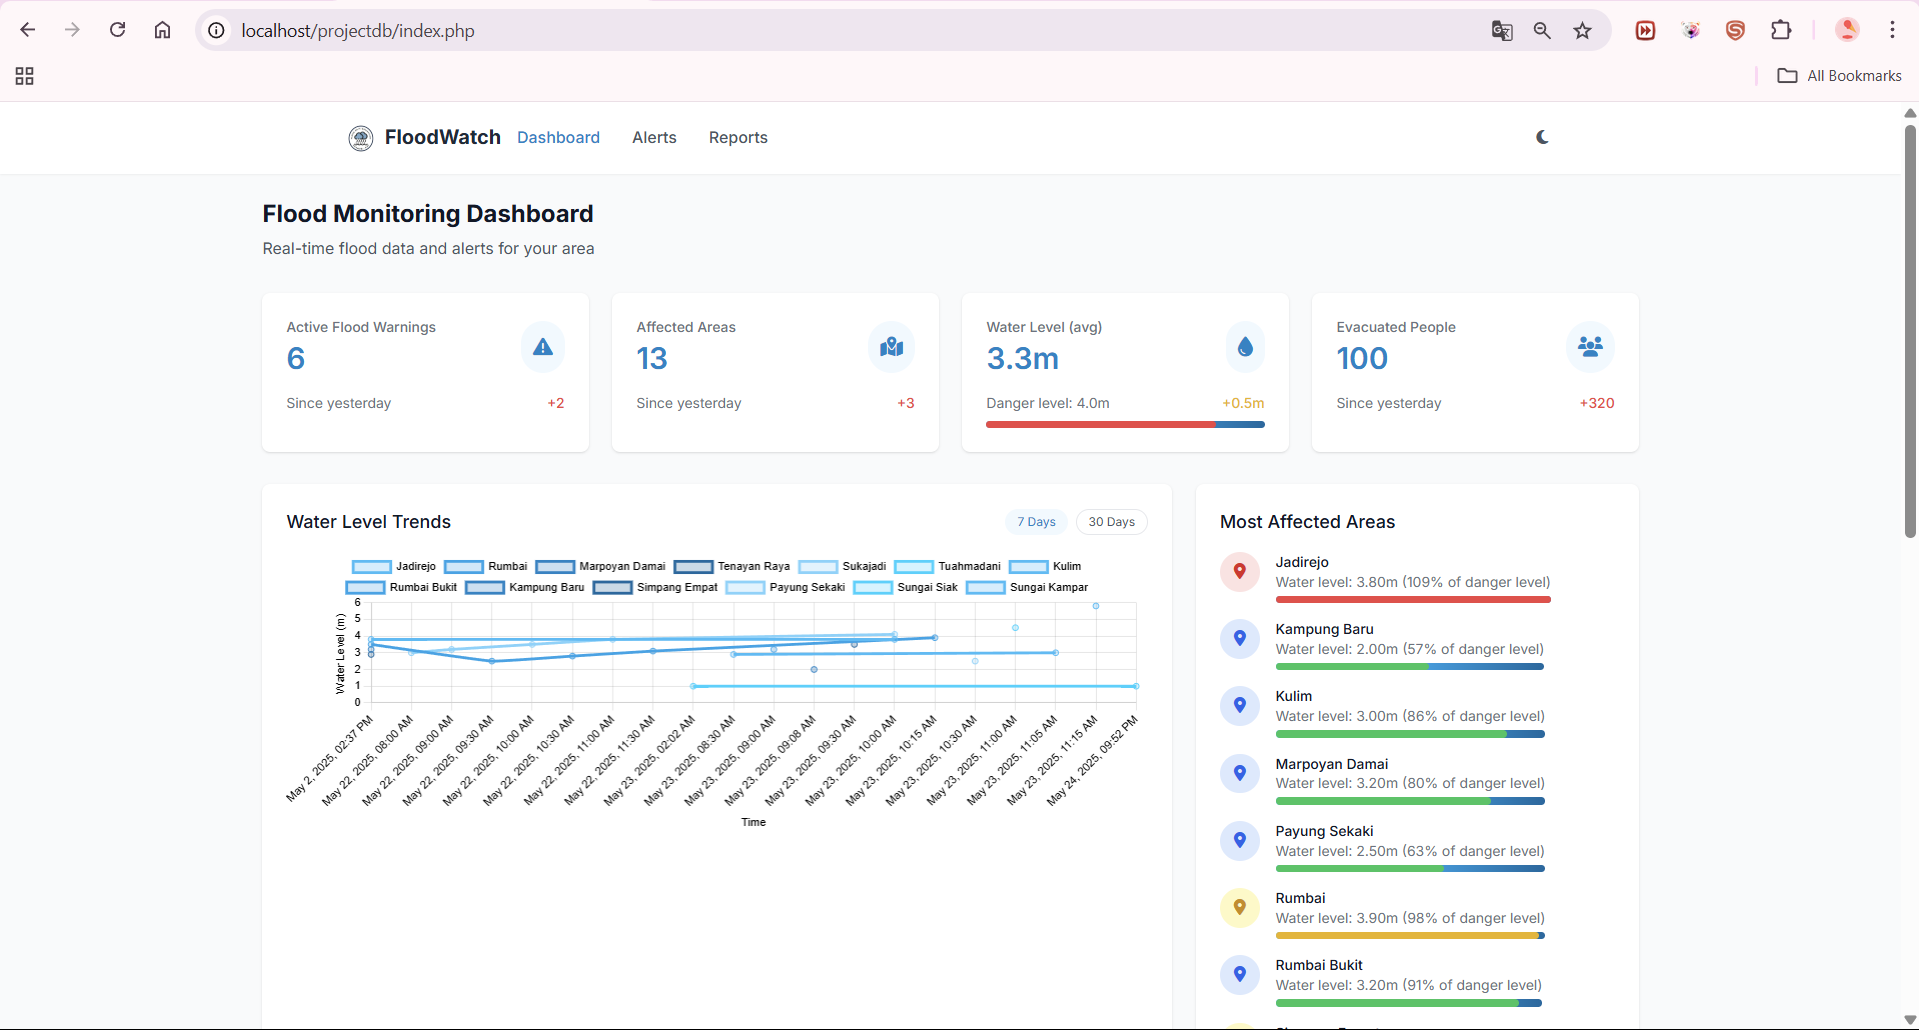 localhost/projectdb/index.php
All Bookmarks
FloodWatch Dashboard Alerts Reports
Flood Monitoring Dashboard
Real-time flood data and alerts for your area
Active Flood Warnings
6
Since yesterday +2
Affected Areas
13
Since yesterday +3
Water Level (avg)
3.3m
Danger level: 4.0m +0.5m
Evacuated People
100
Since yesterday +320
Water Level Trends
7 Days 30 Days
Jadirejo Rumbai Marpoyan Damai Tenayan Raya Sukajadi Tuahmadani Kulim
Rumbai Bukit Kampung Baru Simpang Empat Payung Sekaki Sungai Siak Sungai Kampar
Water Level (m)
6
5
4
3
2
1
0
May 2, 2025, 02:37 PM
May 22, 2025, 08:00 AM
May 22, 2025, 09:00 AM
May 22, 2025, 09:30 AM
May 22, 2025, 10:00 AM
May 22, 2025, 10:30 AM
May 22, 2025, 11:00 AM
May 22, 2025, 11:30 AM
May 23, 2025, 02:02 AM
May 23, 2025, 08:30 AM
May 23, 2025, 09:00 AM
May 23, 2025, 09:08 AM
May 23, 2025, 09:30 AM
May 23, 2025, 10:00 AM
May 23, 2025, 10:15 AM
May 23, 2025, 10:30 AM
May 23, 2025, 11:00 AM
May 23, 2025, 11:05 AM
May 23, 2025, 11:15 AM
May 24, 2025, 09:52 PM
Time
Most Affected Areas
Jadirejo
Water level: 3.80m (109% of danger level)
Kampung Baru
Water level: 2.00m (57% of danger level)
Kulim
Water level: 3.00m (86% of danger level)
Marpoyan Damai
Water level: 3.20m (80% of danger level)
Payung Sekaki
Water level: 2.50m (63% of danger level)
Rumbai
Water level: 3.90m (98% of danger level)
Rumbai Bukit
Water level: 3.20m (91% of danger level)